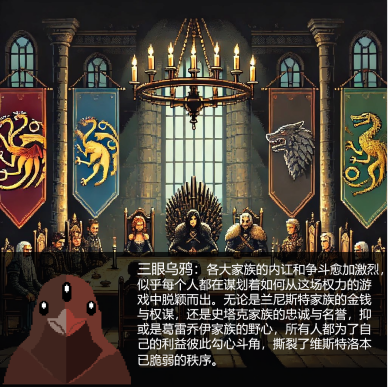 三眼乌鸦：各大家族的内讧和争斗愈加激烈,
似乎每个人都在谋划着如何从这场权力的游
戏中脱颖而出。无论是兰尼斯特家族的金钱
与权谋，还是史塔克家族的忠诚与名誉，抑
或是葛雷乔伊家族的野心，所有人都为了自
己的利益彼此勾心斗角，撕裂了维斯特洛本
已脆弱的秩序。